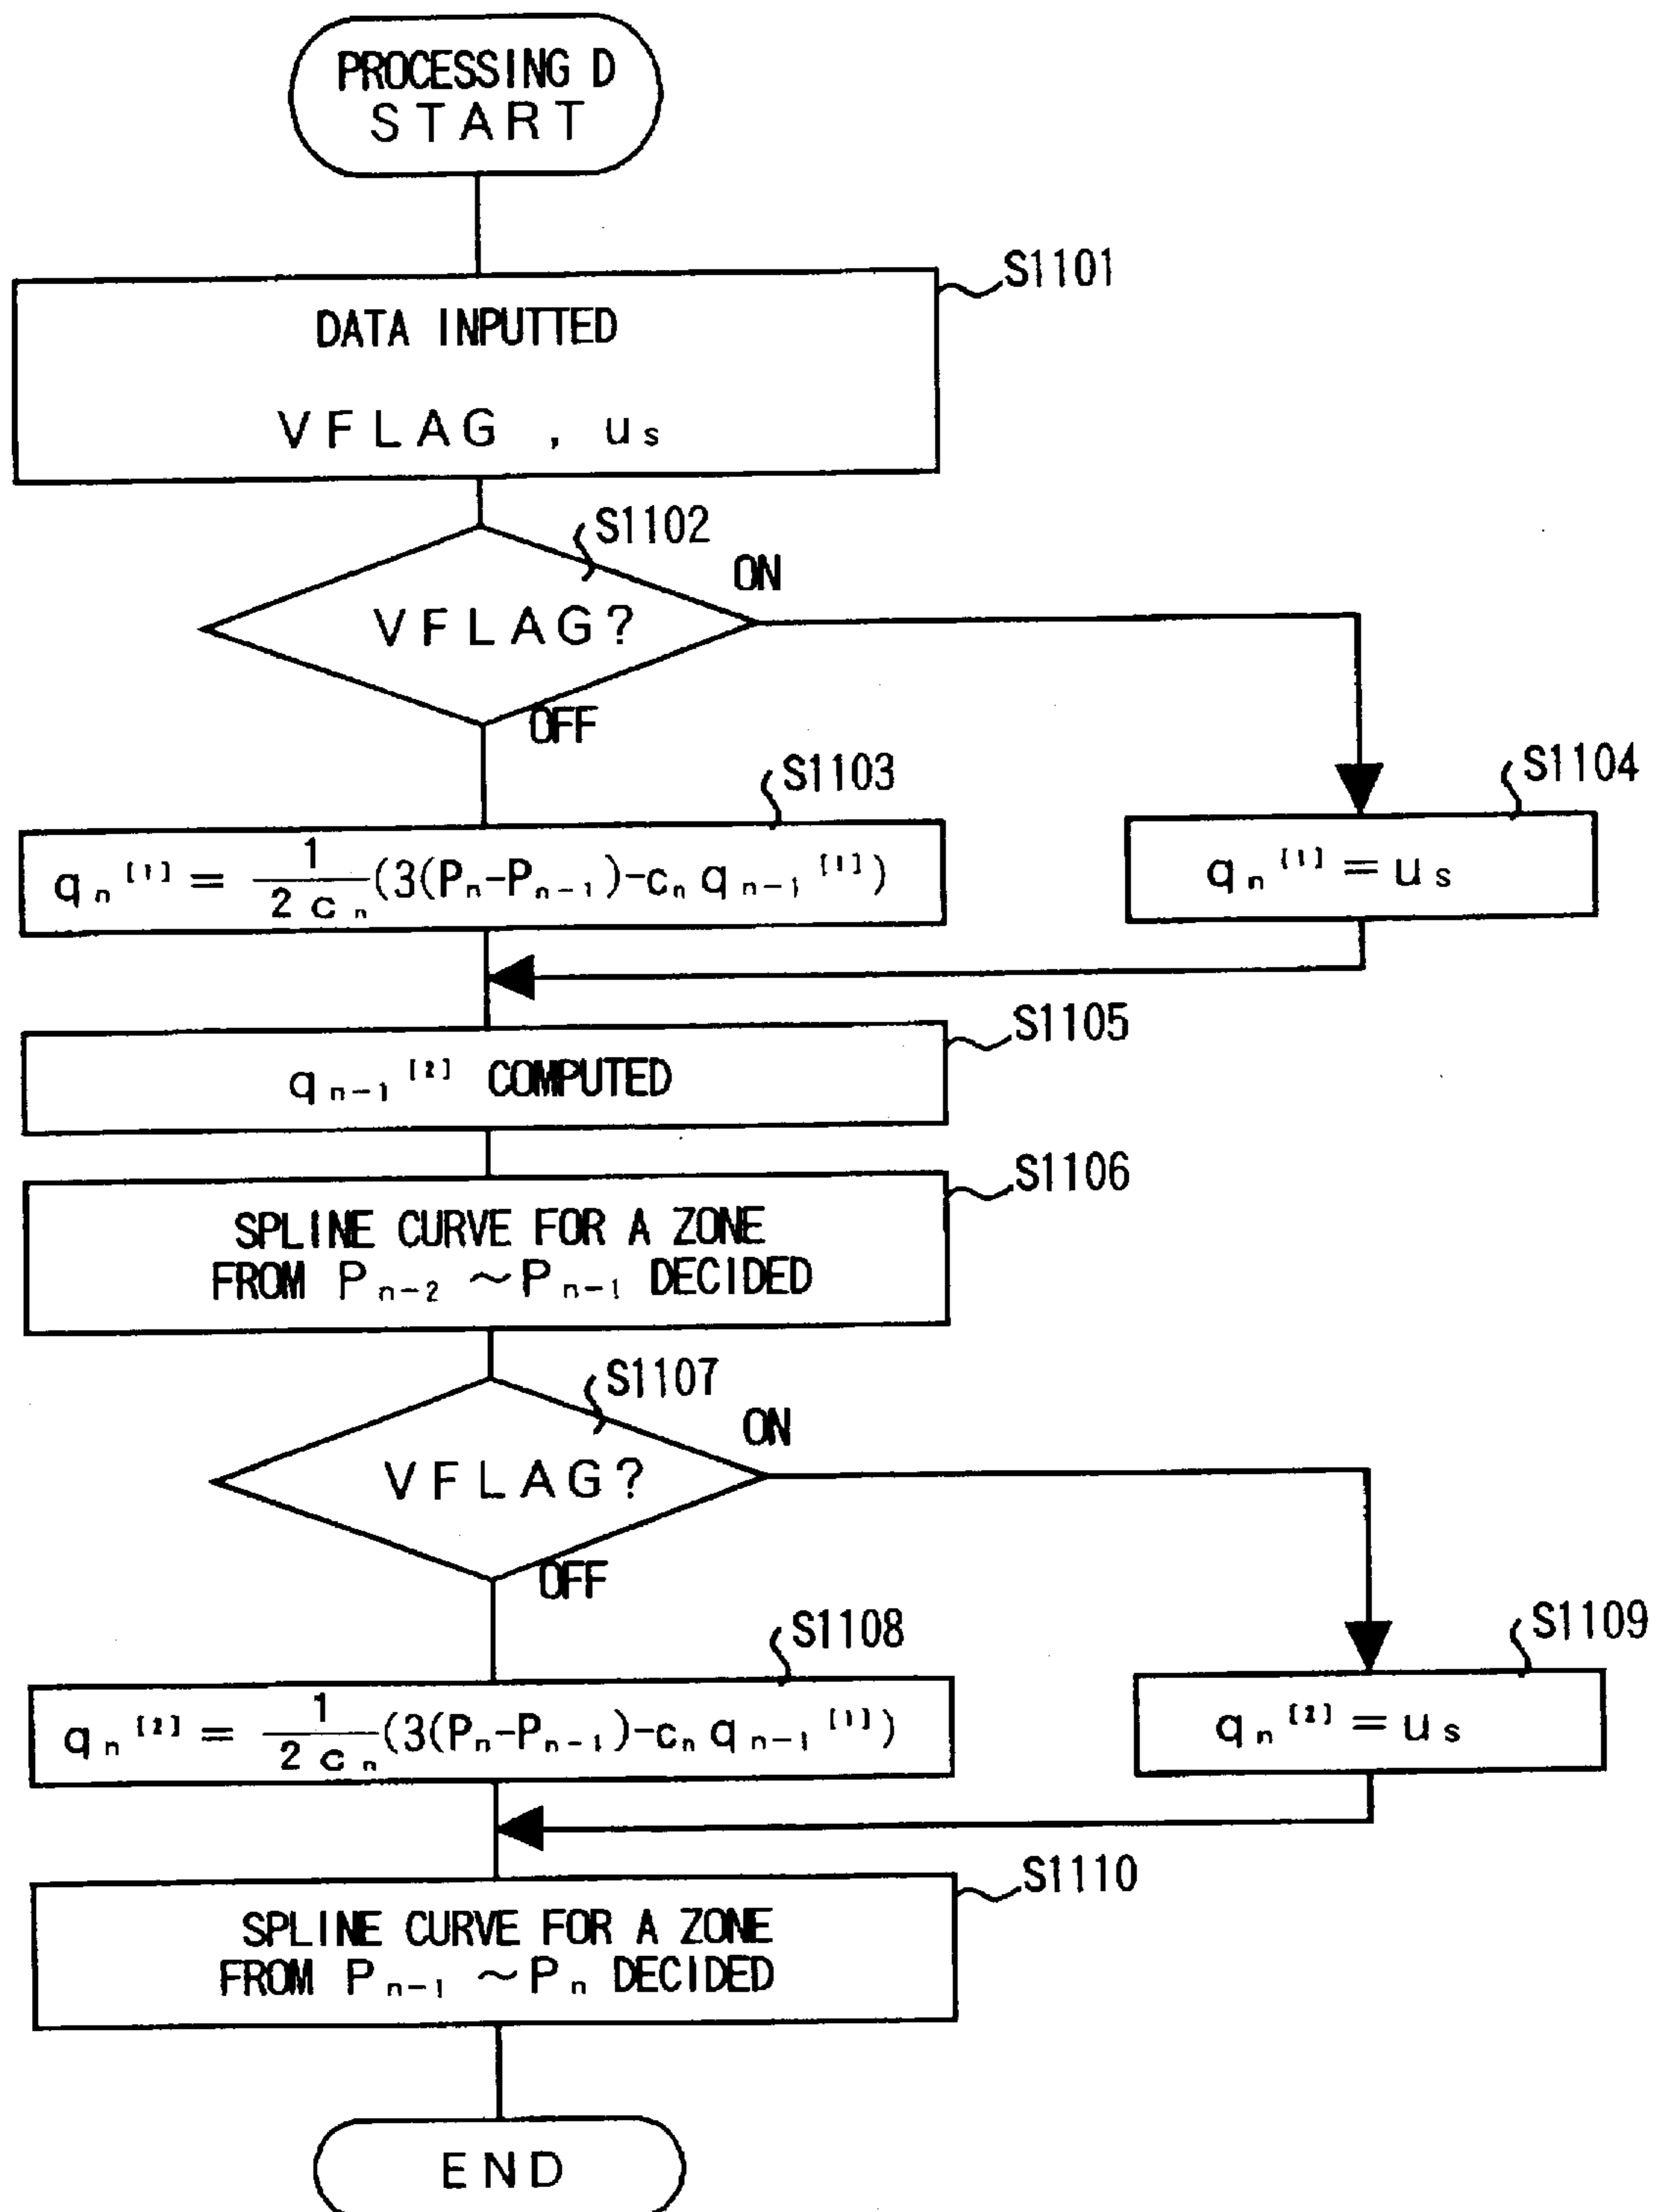 PROCESSING D
START
S1101
DATA INPUTTED
VFLAG , uₛ
S1102
ON
VFLAG?
OFF
S1103
S1104
qₙ^[1] = 1/(2cₙ) (3(Pₙ-Pₙ₋₁)-cₙ qₙ₋₁^[1])
qₙ^[1] = uₛ
S1105
qₙ₋₁^[2] COMPUTED
S1106
SPLINE CURVE FOR A ZONE
FROM Pₙ₋₂ ~Pₙ₋₁ DECIDED
S1107
ON
VFLAG?
OFF
S1108
S1109
qₙ^[2] = 1/(2cₙ) (3(Pₙ-Pₙ₋₁)-cₙ qₙ₋₁^[1])
qₙ^[2] = uₛ
S1110
SPLINE CURVE FOR A ZONE
FROM Pₙ₋₁ ~Pₙ DECIDED
END